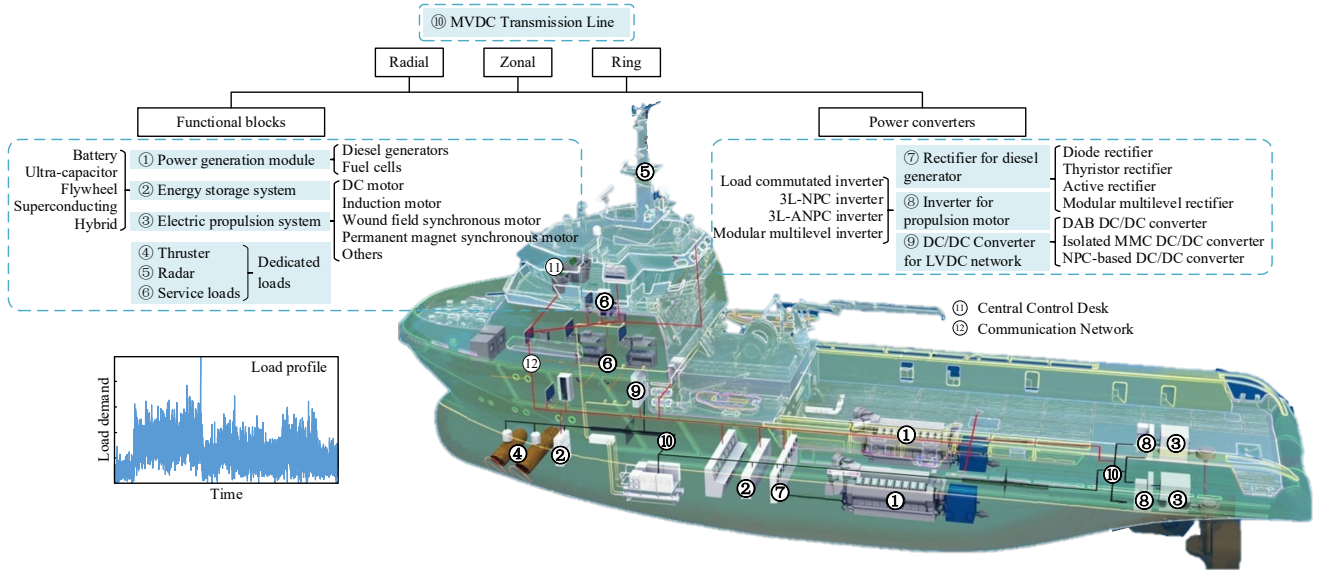 ⑩ MVDC Transmission Line
Radial
Zonal
Ring
Functional blocks
Power converters
Battery
Ultra-capacitor
Flywheel
Superconducting
Hybrid
① Power generation module
② Energy storage system
③ Electric propulsion system
④ Thruster
⑤ Radar
⑥ Service loads
Dedicated
loads
Diesel generators
Fuel cells
DC motor
Induction motor
Wound field synchronous motor
Permanent magnet synchronous motor
Others
Load commutated inverter
3L-NPC inverter
3L-ANPC inverter
Modular multilevel inverter
⑦ Rectifier for diesel
generator
⑧ Inverter for
propulsion motor
⑨ DC/DC Converter
for LVDC network
Diode rectifier
Thyristor rectifier
Active rectifier
Modular multilevel rectifier
DAB DC/DC converter
Isolated MMC DC/DC converter
NPC-based DC/DC converter
⑪ Central Control Desk
⑫ Communication Network
Load profile
Load demand
Time
⑤
⑪
⑥
⑫
⑥
⑨
④
②
⑩
②
⑦
①
①
⑩
⑧
③
⑧
③